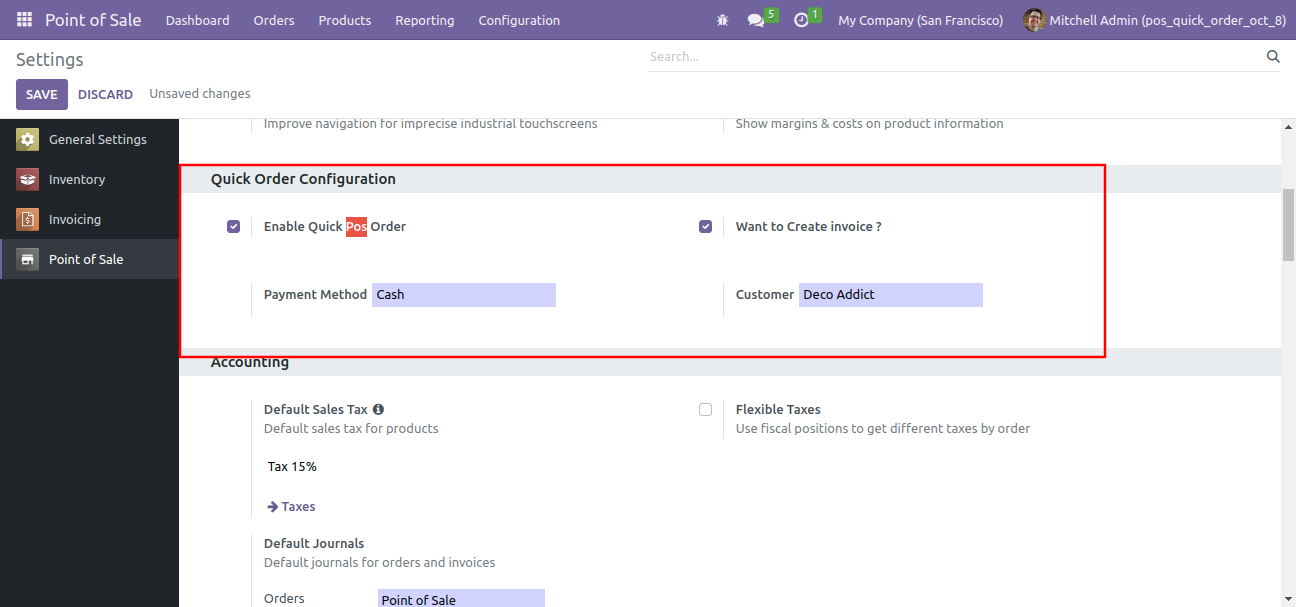 Point of Sale Dashboard Orders Products Reporting Configuration 5 1 My Company (San Francisco) Mitchell Admin (pos_quick_order_oct_8)
Settings Search...
SAVE DISCARD Unsaved changes
General Settings
Inventory
Invoicing
Point of Sale
Improve navigation for imprecise industrial touchscreens Show margins & costs on product information
Quick Order Configuration
Enable Quick Pos Order Want to Create invoice ?
Payment Method Cash Customer Deco Addict
Accounting
Default Sales Tax Flexible Taxes
Default sales tax for products Use fiscal positions to get different taxes by order
Tax 15%
Taxes
Default Journals
Default journals for orders and invoices
Orders Point of Sale